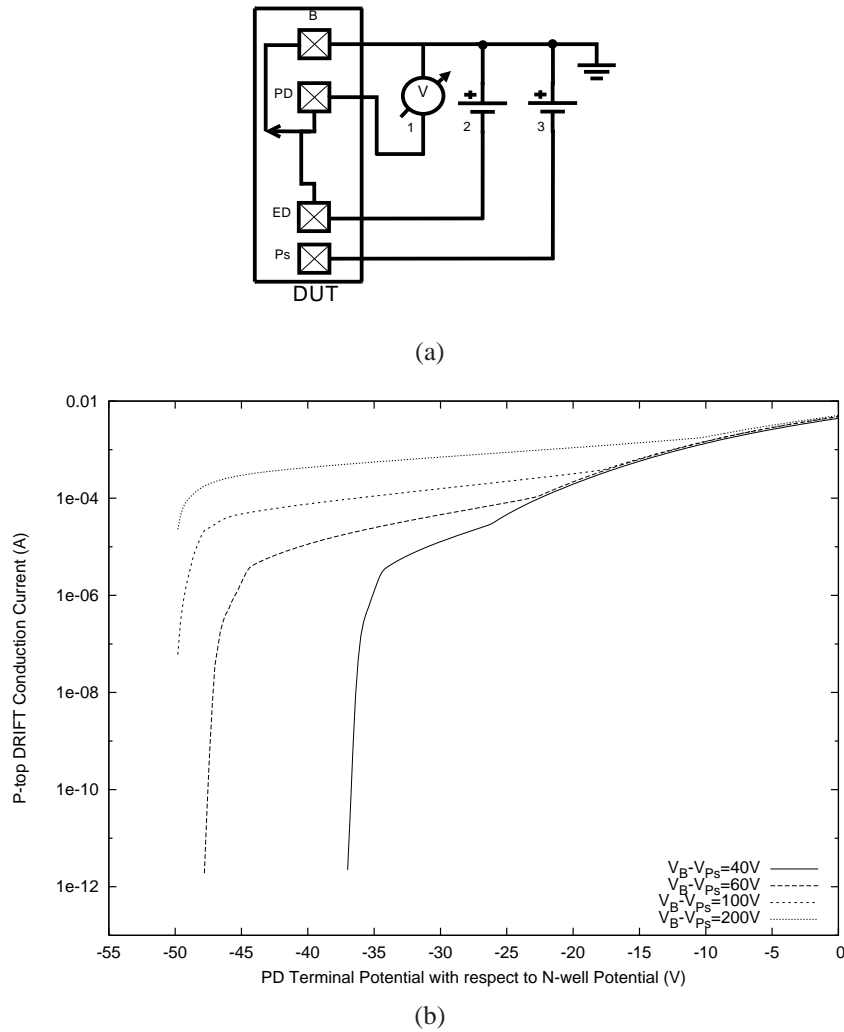 B
PD
V
1
2
3
ED
Ps
DUT
(a)
0.01
1e-04
1e-06
1e-08
1e-10
1e-12
P-top DRIFT Conduction Current (A)
V_B-V_Ps=40V
V_B-V_Ps=60V
V_B-V_Ps=100V
V_B-V_Ps=200V
-55 -50 -45 -40 -35 -30 -25 -20 -15 -10 -5 0
PD Terminal Potential with respect to N-well Potential (V)
(b)